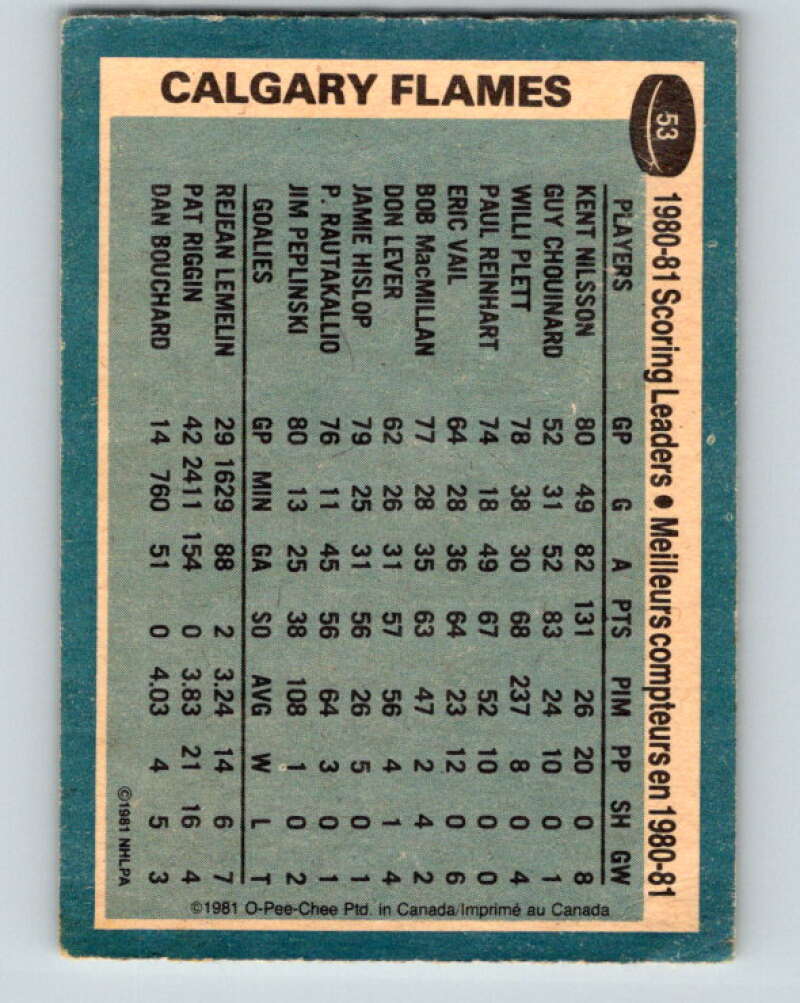 CALGARY FLAMES
53
1980-81 Scoring Leaders • Meilleurs compteurs en 1980-81
PLAYERS GP G A PTS PIM PP SH GW
KENT NILSSON 80 49 82 131 26 20 0 8
GUY CHOUINARD 52 31 52 83 24 10 0 1
WILLI PLETT 78 38 30 68 237 8 0 4
PAUL REINHART 74 18 49 67 52 10 0 0
ERIC VAIL 64 28 36 64 23 12 0 6
BOB MacMILLAN 77 28 35 63 47 2 4 2
DON LEVER 62 26 31 57 56 4 1 4
JAMIE HISLOP 79 25 31 56 26 5 0 1
P. RAUTAKALLIO 76 11 45 56 64 3 0 1
JIM PEPLINSKI 80 13 25 38 108 1 0 2
GOALIES GP MIN GA SO AVG W L T
REJEAN LEMELIN 29 1629 88 2 3.24 14 6 7
PAT RIGGIN 42 2411 154 0 3.83 21 16 4
DAN BOUCHARD 14 760 51 0 4.03 4 5 3
©1981 NHLPA
©1981 O-Pee-Chee Ptd. in Canada/Imprimé au Canada